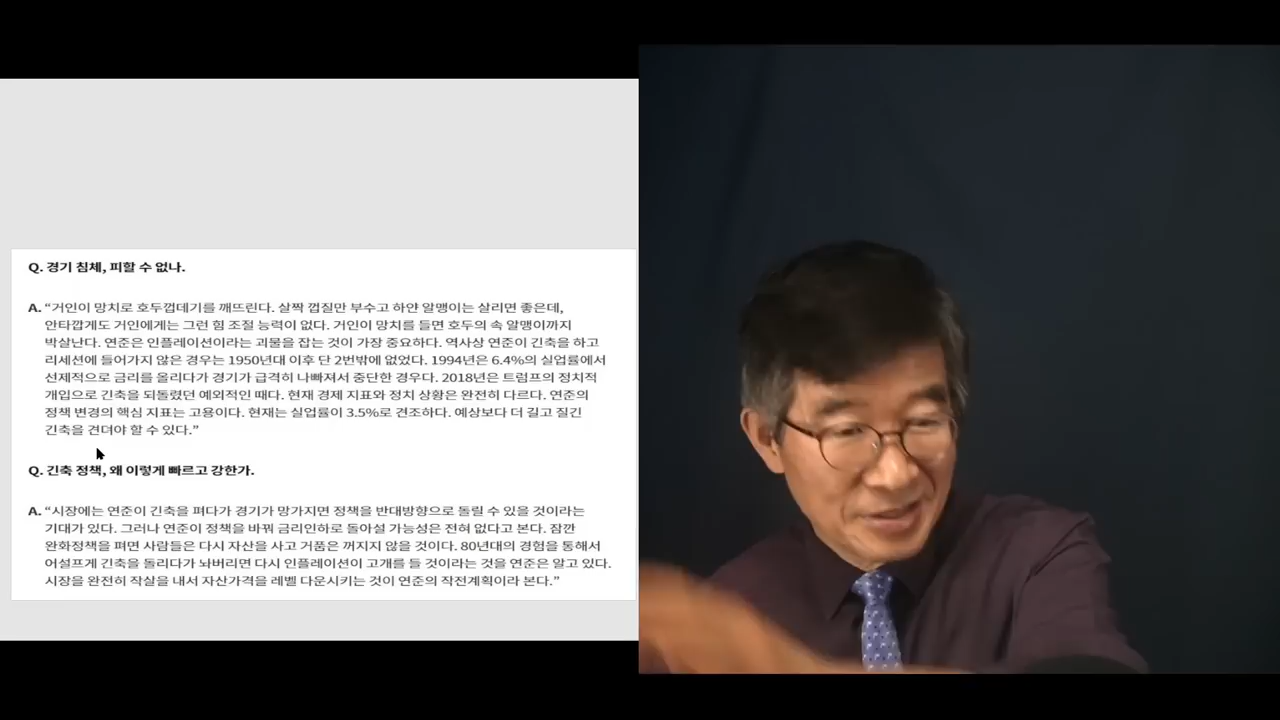 Q. 경기 침체, 피할 수 없나.
A. “거인이 망치로 호두껍데기를 깨뜨린다. 살짝 껍질만 부수고 하얀 알맹이는 살리면 좋은데,
안타깝게도 거인에게는 그런 힘 조절 능력이 없다. 거인이 망치를 들면 호두의 속 알맹이까지
박살난다. 연준은 인플레이션이라는 괴물을 잡는 것이 가장 중요하다. 역사상 연준이 긴축을 하고
리세션에 들어가지 않은 경우는 1950년대 이후 단 2번밖에 없었다. 1994년은 6.4%의 실업률에서
선제적으로 금리를 올리다가 경기가 급격히 나빠져서 중단한 경우다. 2018년은 트럼프의 정치적
개입으로 긴축을 되돌렸던 예외적인 때다. 현재 경제 지표와 정치 상황은 완전히 다르다. 연준의
정책 변경의 핵심 지표는 고용이다. 현재는 실업률이 3.5%로 견조하다. 예상보다 더 길고 질긴
긴축을 견뎌야 할 수 있다.”
Q. 긴축 정책, 왜 이렇게 빠르고 강한가.
A. “시장에는 연준이 긴축을 펴다가 경기가 망가지면 정책을 반대방향으로 돌릴 수 있을 것이라는
기대가 있다. 그러나 연준이 정책을 바꿔 금리인하로 돌아설 가능성은 전혀 없다고 본다. 잠깐
완화정책을 펴면 사람들은 다시 자산을 사고 거품은 꺼지지 않을 것이다. 80년대의 경험을 통해서
어설프게 긴축을 돌리다가 놔버리면 다시 인플레이션이 고개를 들 것이라는 것을 연준은 알고 있다.
시장을 완전히 작살을 내서 자산가격을 레벨 다운시키는 것이 연준의 작전계획이라 본다.”